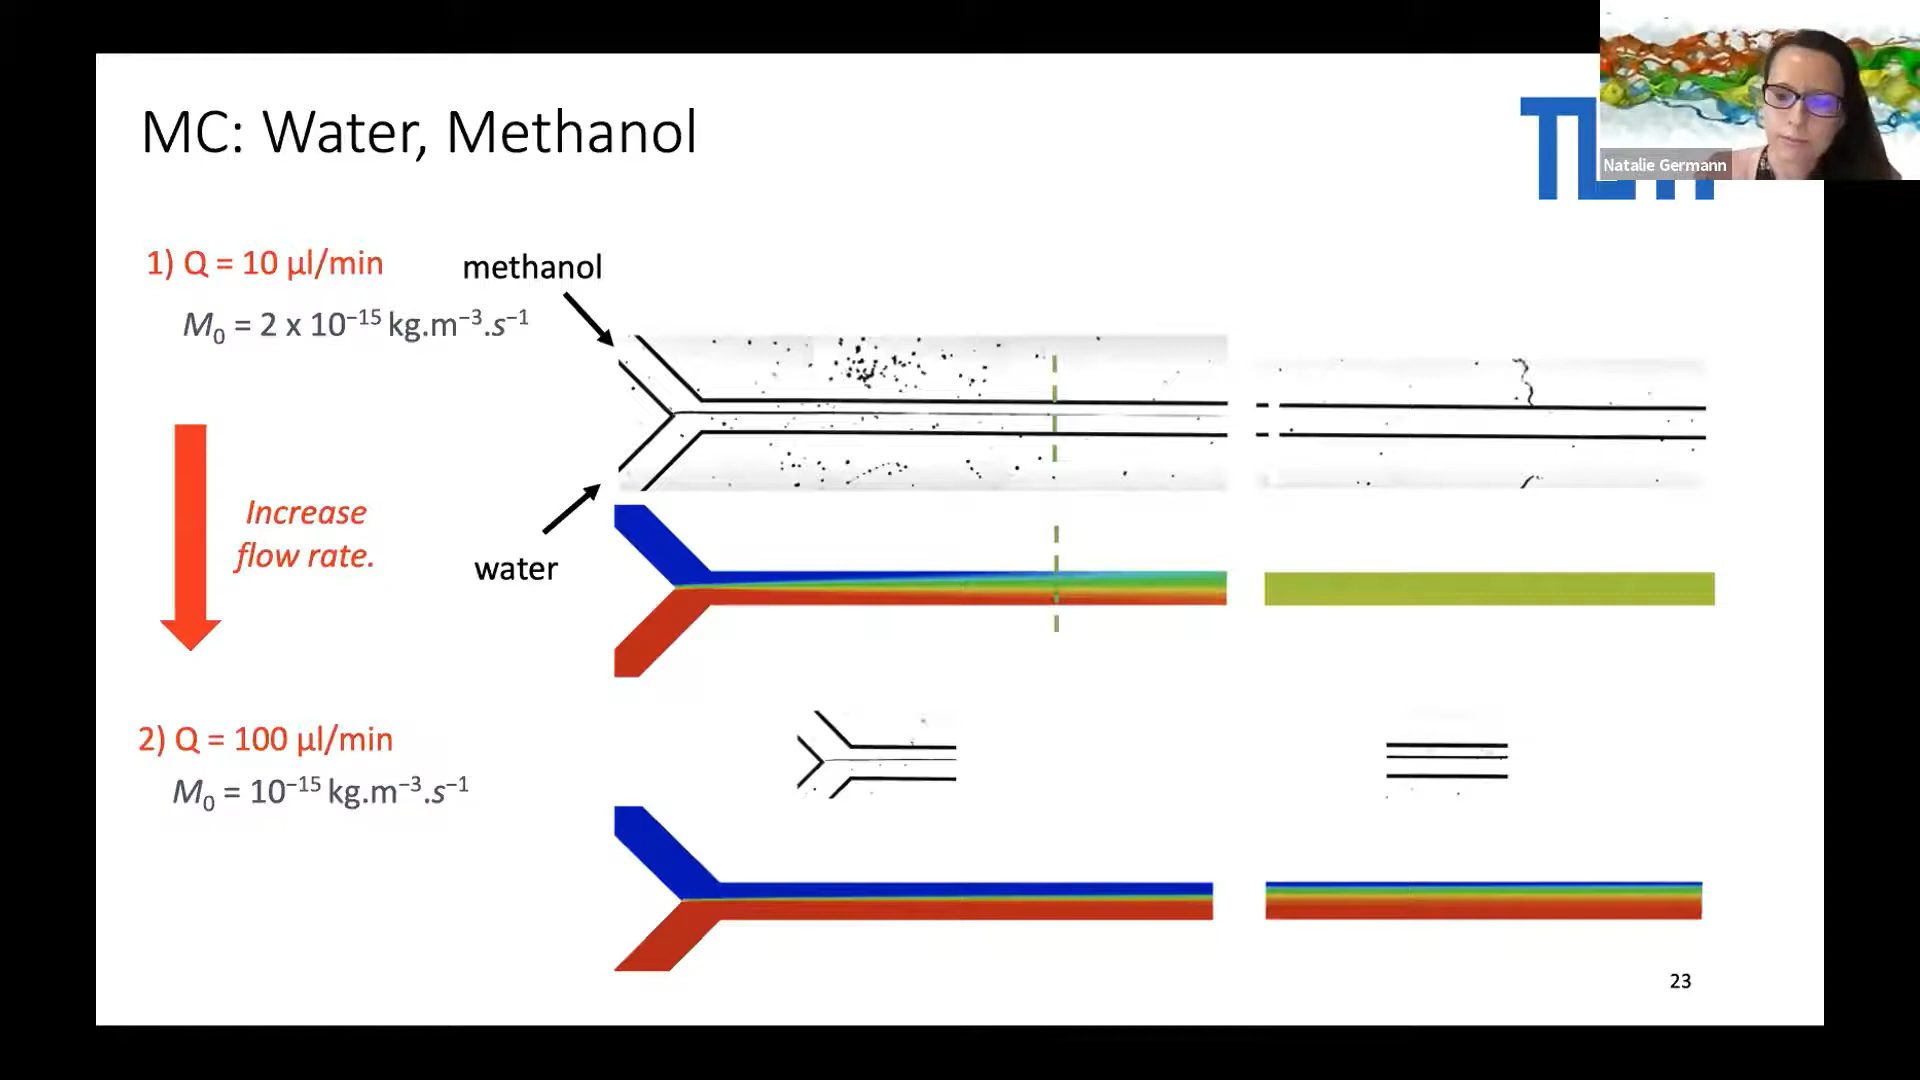 MC: Water, Methanol
Natalie Germann
1) Q = 10 µl/min
methanol
M₀ = 2 x 10⁻¹⁵ kg.m⁻³.s⁻¹
Increase
flow rate.
water
2) Q = 100 µl/min
M₀ = 10⁻¹⁵ kg.m⁻³.s⁻¹
23